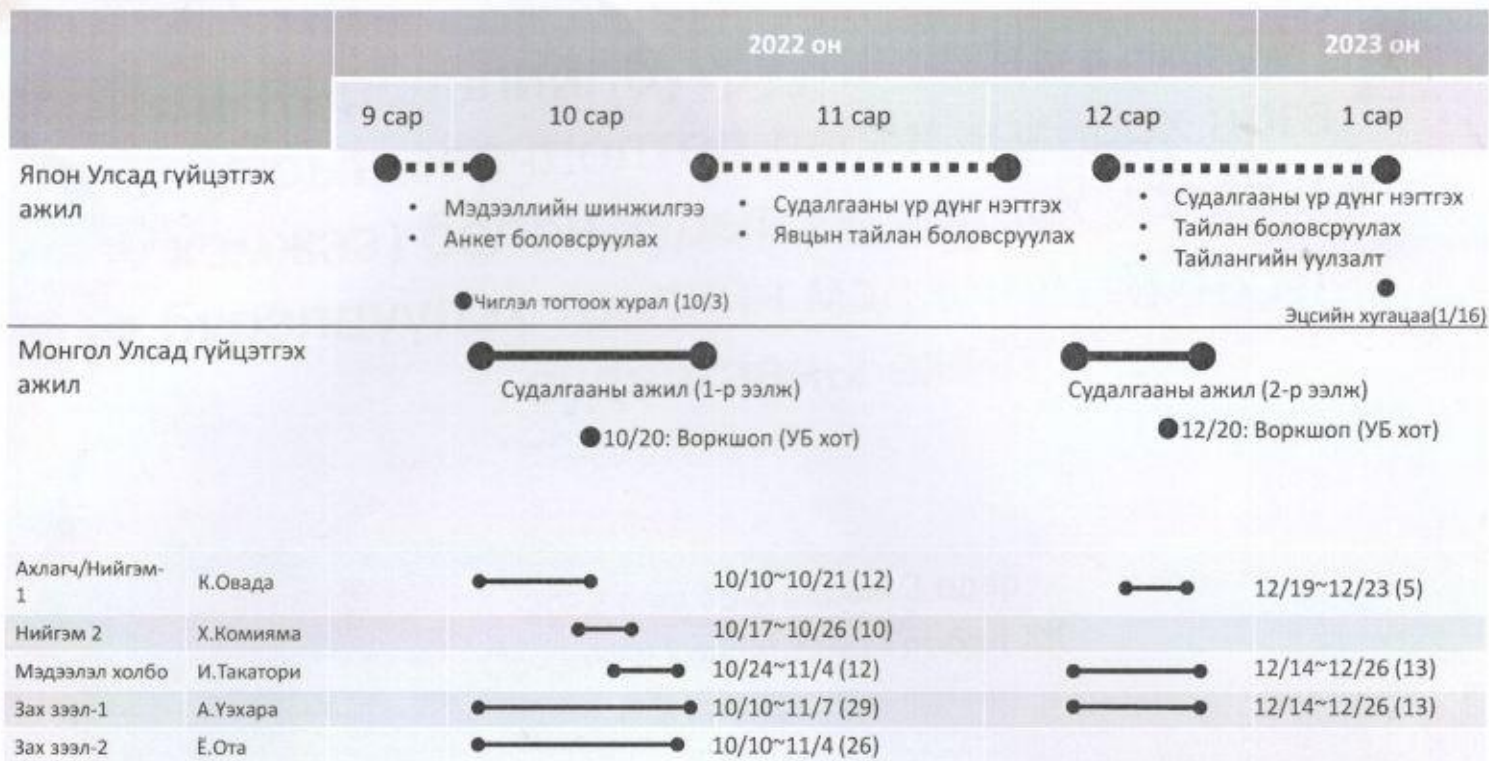 2022 он
2023 он
9 сар
10 сар
11 сар
12 сар
1 сар
Япон Улсад гүйцэтгэх
ажил
• Мэдээллийн шинжилгээ
• Анкет боловсруулах
• Судалгааны үр дүнг нэгтгэх
• Явцын тайлан боловсруулах
• Судалгааны үр дүнг нэгтгэх
• Тайлан боловсруулах
• Тайлангийн уулзалт
Чиглэл тогтоох хурал (10/3)
Эцсийн хугацаа(1/16)
Монгол Улсад гүйцэтгэх
ажил
Судалгааны ажил (1-р ээлж)
Судалгааны ажил (2-р ээлж)
10/20: Воркшоп (УБ хот)
12/20: Воркшоп (УБ хот)
Ахлагч/Нийгэм-
1
К.Овада
10/10~10/21 (12)
12/19~12/23 (5)
Нийгэм 2
Х.Комияма
10/17~10/26 (10)
Мэдээлэл холбо
И.Такатори
10/24~11/4 (12)
12/14~12/26 (13)
Зах зээл-1
А.Үэхара
10/10~11/7 (29)
12/14~12/26 (13)
Зах зээл-2
Ё.Ота
10/10~11/4 (26)